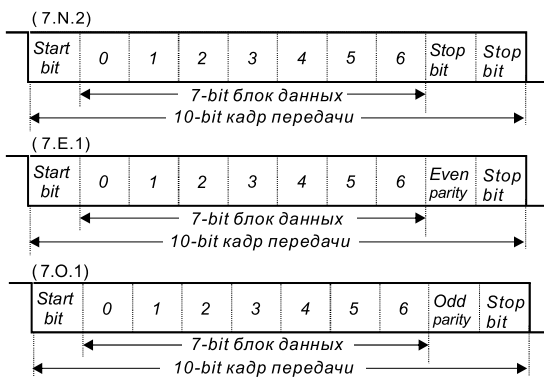 (7.N.2)
Start bit 0 1 2 3 4 5 6 Stop bit Stop bit
7-bit блок данных
10-bit кадр передачи
(7.E.1)
Start bit 0 1 2 3 4 5 6 Even parity Stop bit
7-bit блок данных
10-bit кадр передачи
(7.O.1)
Start bit 0 1 2 3 4 5 6 Odd parity Stop bit
7-bit блок данных
10-bit кадр передачи